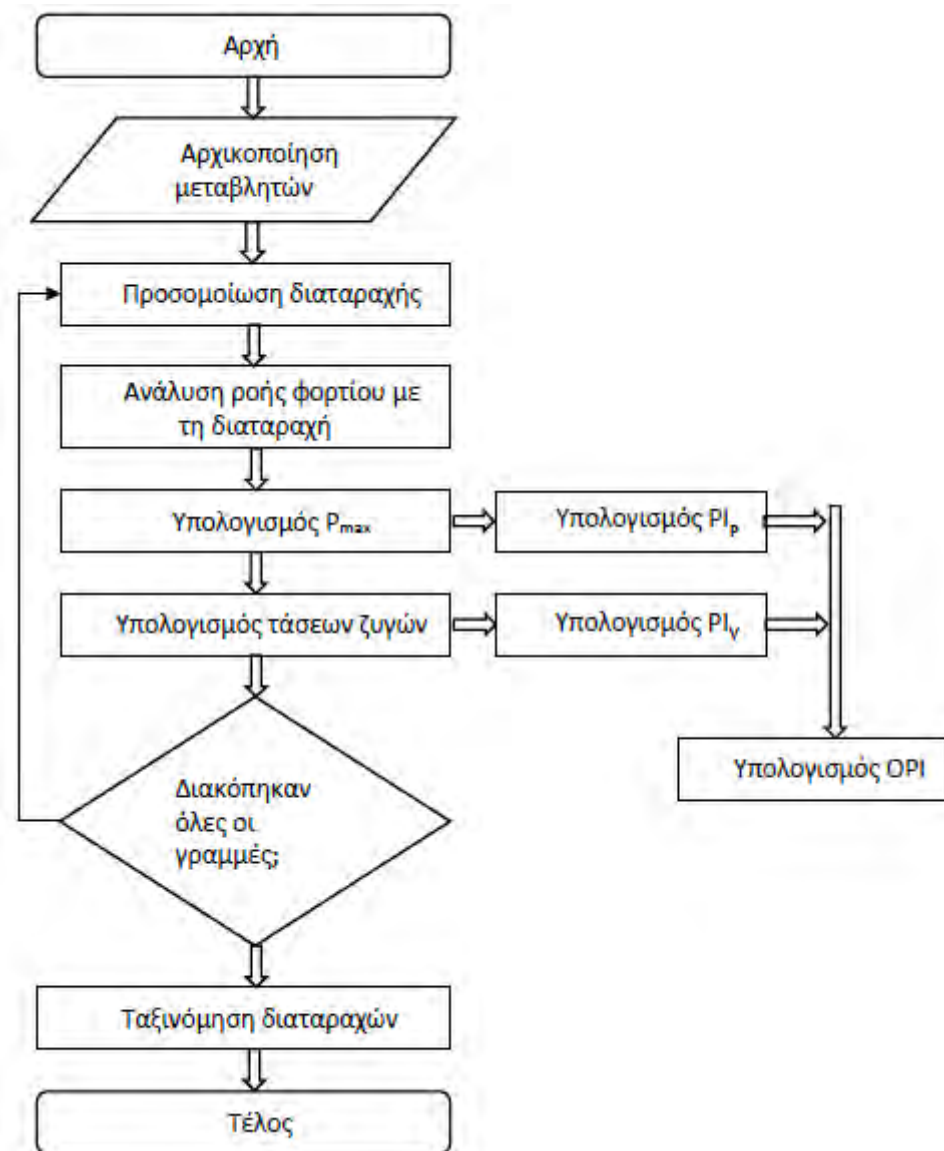 Αρχή
Αρχικοποίηση
μεταβλητών
Προσομοίωση διαταραχής
Ανάλυση ροής φορτίου με
τη διαταραχή
Υπολογισμός Pmax
Υπολογισμός PIp
Υπολογισμός τάσεων ζυγών
Υπολογισμός PIV
Υπολογισμός OPI
Διακόπηκαν
όλες οι
γραμμές;
Ταξινόμηση διαταραχών
Τέλος